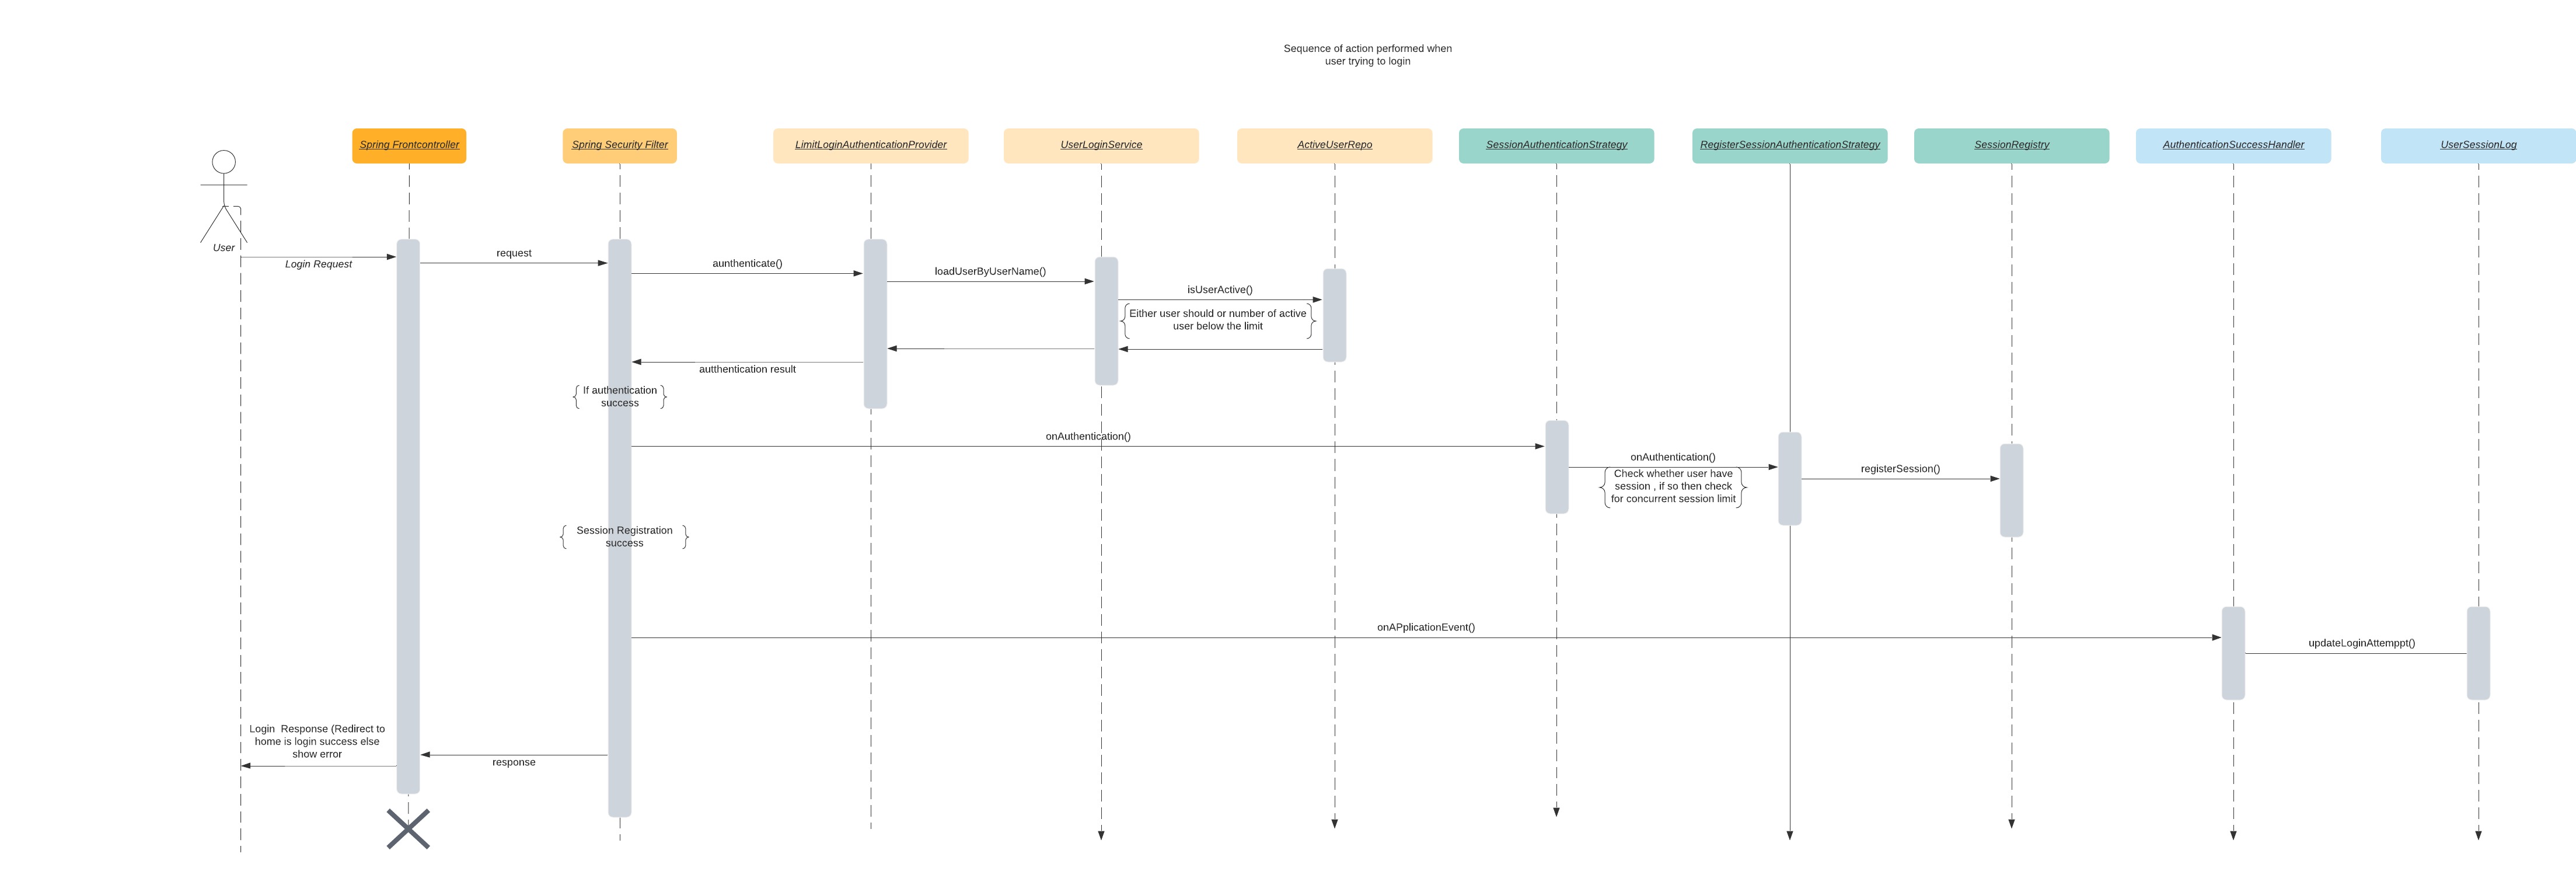 Sequence of action performed when
user trying to login
Spring Frontcontroller
Spring Security Filter
LimitLoginAuthenticationProvider
UserLoginService
ActiveUserRepo
SessionAuthenticationStrategy
RegisterSessionAuthenticationStrategy
SessionRegistry
AuthenticationSuccessHandler
UserSessionLog
User
Login Request
request
aunthenticate()
loadUserByUserName()
isUserActive()
Either user should or number of active
user below the limit
autthentication result
If authentication
success
onAuthentication()
onAuthentication()
Check whether user have
session , if so then check
for concurrent session limit
registerSession()
Session Registration
success
onAPplicationEvent()
updateLoginAttemppt()
Login  Response (Redirect to
home is login success else
show error
response